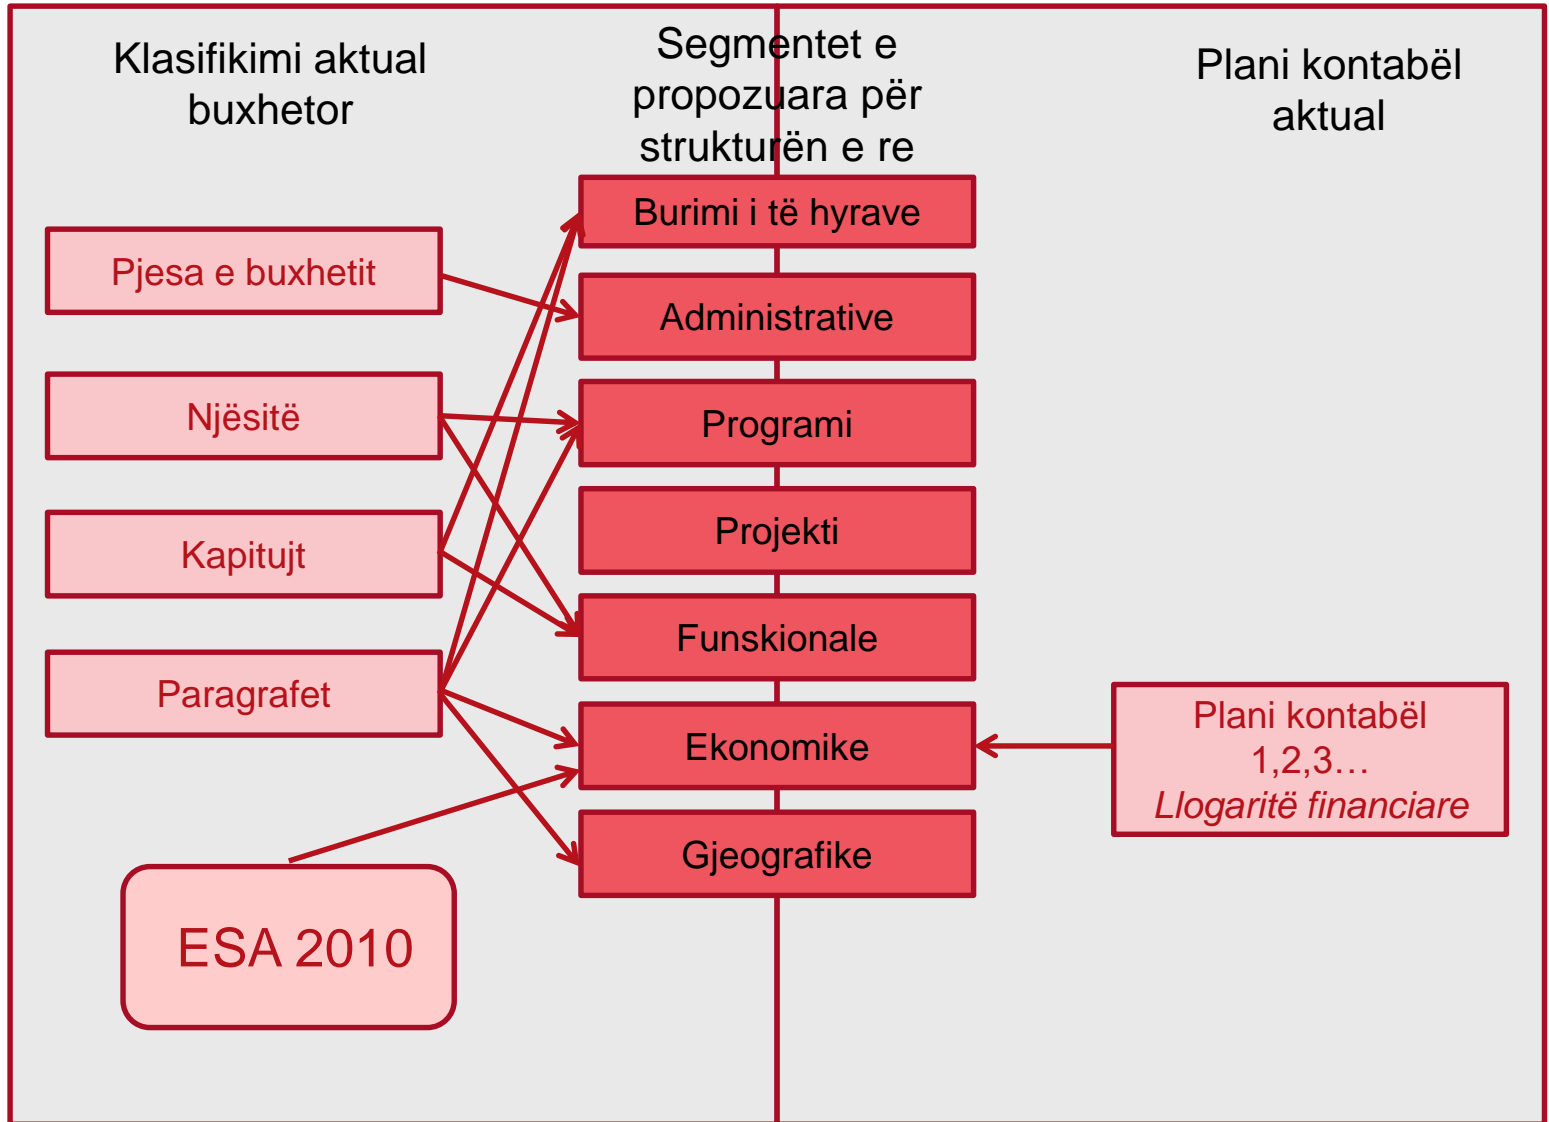 Klasifikimi aktual
buxhetor
Segmentet e
propozuara për
strukturën e re
Plani kontabël
aktual
Pjesa e buxhetit
Njësitë
Kapitujt
Paragrafet
ESA 2010
Burimi i të hyrave
Administrative
Programi
Projekti
Funskionale
Ekonomike
Gjeografike
Plani kontabël
1,2,3…
Llogaritë financiare